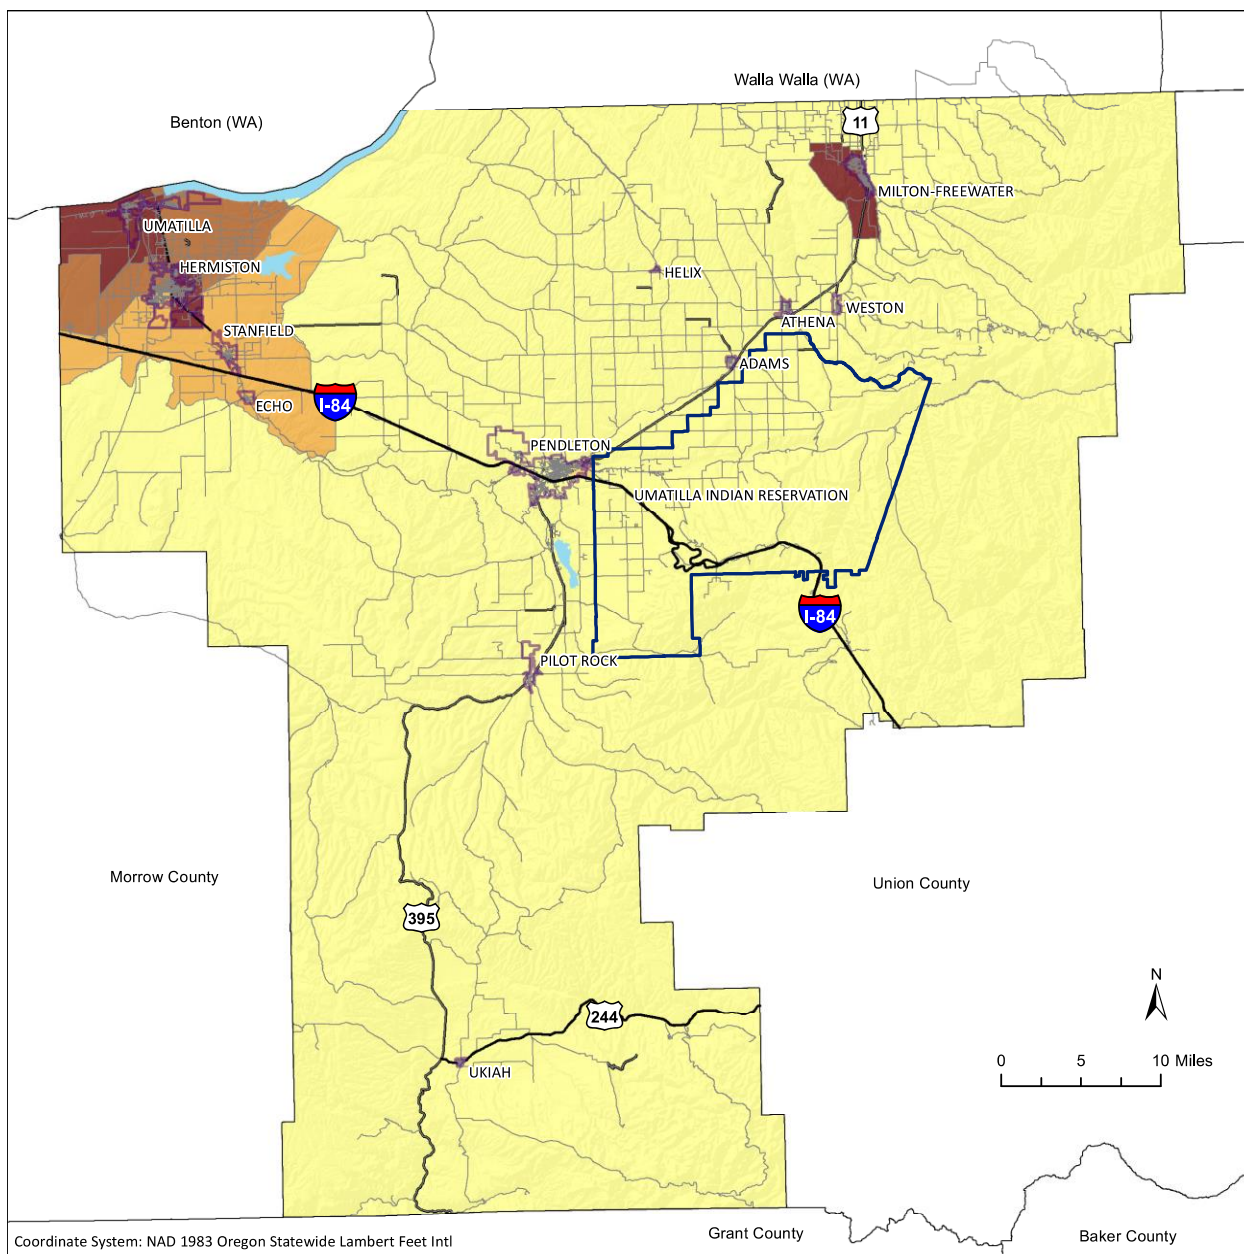 Walla Walla (WA)
Benton (WA)
11
MILTON-FREEWATER
UMATILLA
HERMISTON
HELIX
WESTON
ATHENA
STANFIELD
ADAMS
ECHO
I-84
PENDLETON
UMATILLA INDIAN RESERVATION
I-84
PILOT ROCK
Morrow County
Union County
395
N
244
0 5 10 Miles
UKIAH
Grant County
Baker County
Coordinate System: NAD 1983 Oregon Statewide Lambert Feet Intl